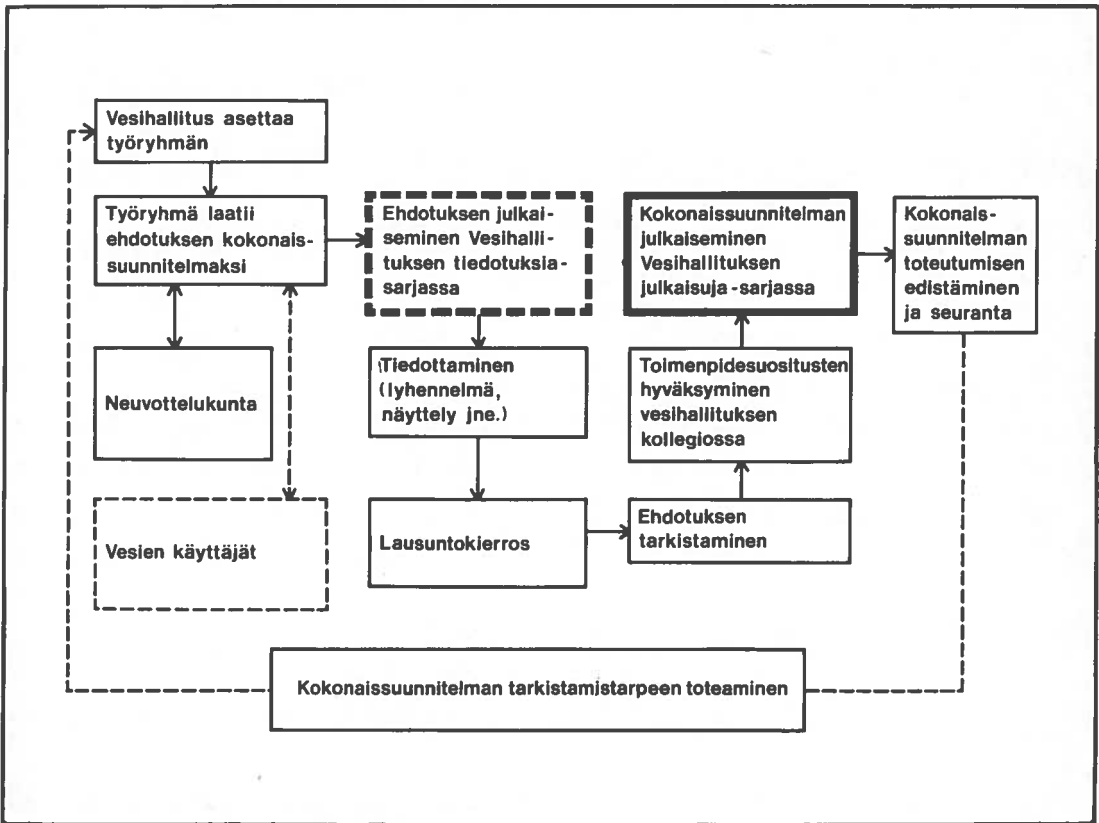 Vesihallitus asettaa
työryhmän
Työryhmä laatii
ehdotuksen kokonais-
suunnitelmaksi
Neuvottelukunta
Vesien käyttäjät
Ehdotuksen julkai-
seminen Vesihalli-
tuksen tiedotuksia-
sarjassa
Tiedottaminen
(lyhennelmä,
näyttely jne.)
Lausuntokierros
Ehdotuksen
tarkistaminen
Toimenpidesuositusten
hyväksyminen
vesihallituksen
kollegiossa
Kokonaissuunnitelman
julkaiseminen
Vesihallituksen
julkaisuja -sarjassa
Kokonais-
suunnitelman
toteutumisen
edistäminen
ja seuranta
Kokonaissuunnitelman tarkistamistarpeen toteaminen